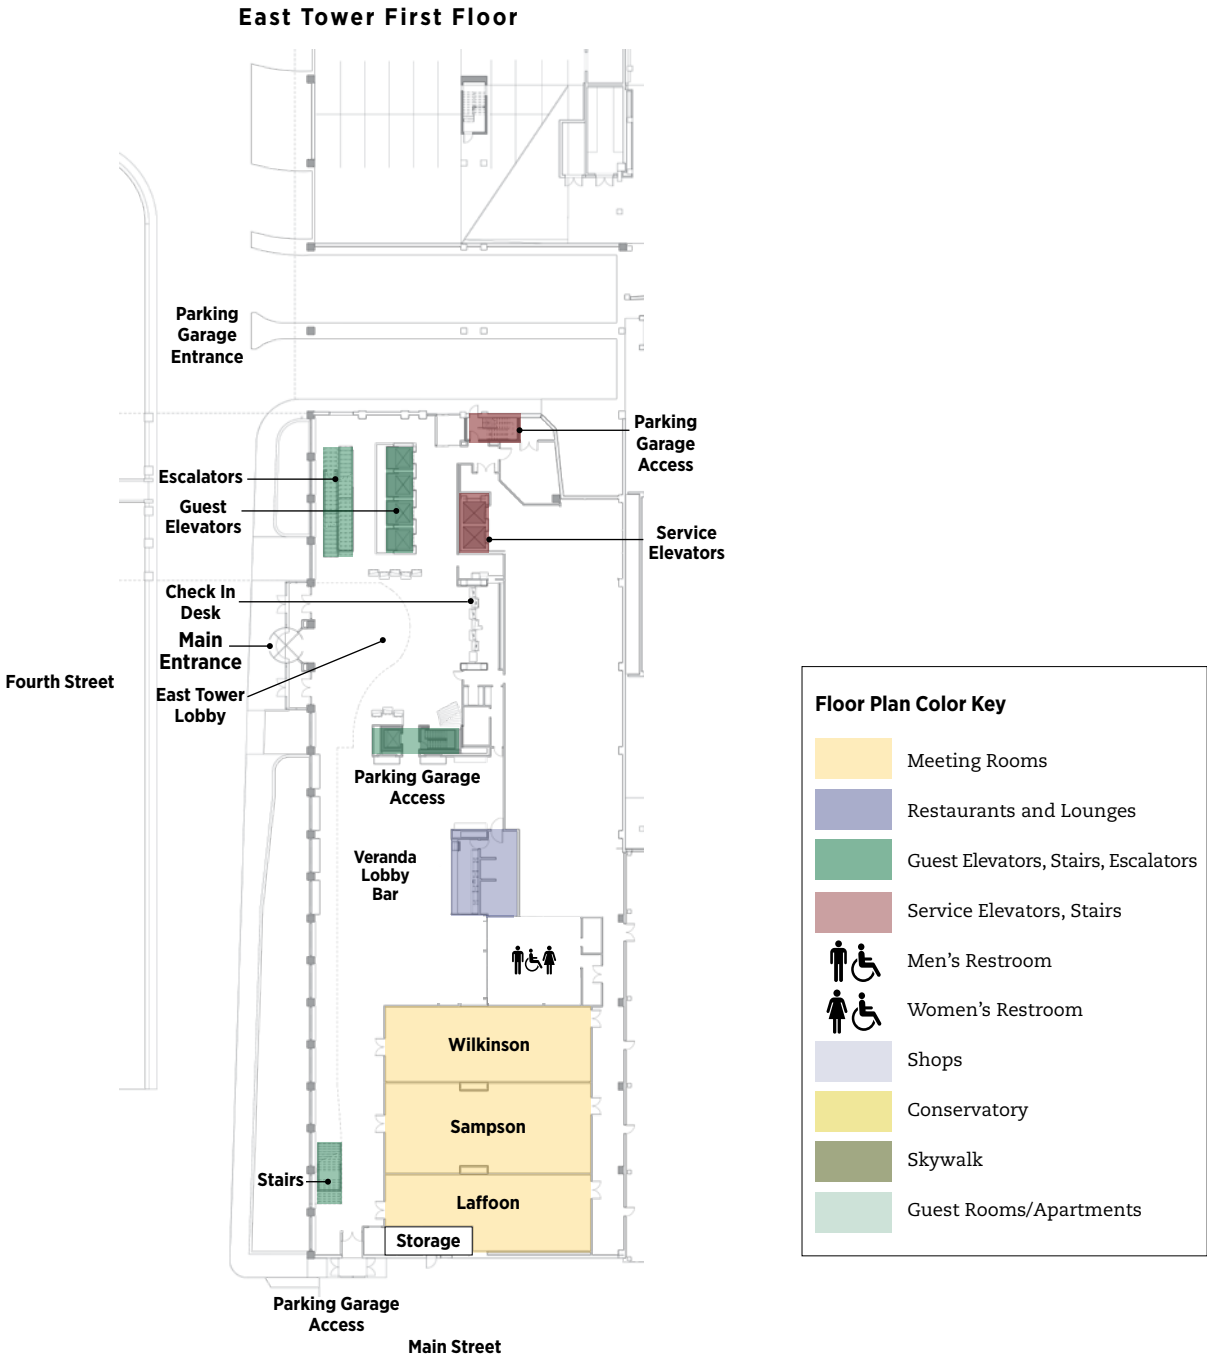 East Tower First Floor
Parking
Garage
Entrance
Parking
Garage
Access
Escalators
Guest
Elevators
Service
Elevators
Check In
Desk
Main
Entrance
Fourth Street
East Tower
Lobby
Parking Garage
Access
Veranda
Lobby
Bar
Wilkinson
Sampson
Stairs
Laffoon
Storage
Parking Garage
Access
Main Street
Floor Plan Color Key
Meeting Rooms
Restaurants and Lounges
Guest Elevators, Stairs, Escalators
Service Elevators, Stairs
Men's Restroom
Women's Restroom
Shops
Conservatory
Skywalk
Guest Rooms/Apartments